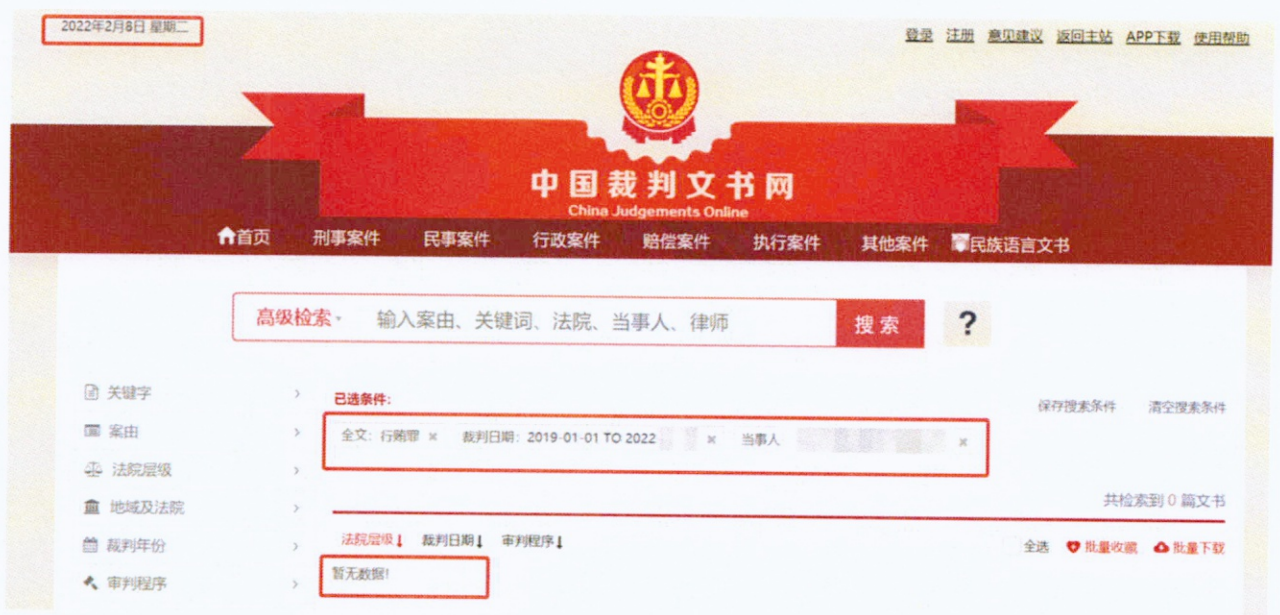 2022年2月8日 星期二
登录 注册 意见建议 返回主站 APP下载 使用帮助
中国裁判文书网
China Judgements Online
首页 刑事案件 民事案件 行政案件 赔偿案件 执行案件 其他案件 民族语言文书
高级检索 输入案由、关键词、法院、当事人、律师 搜索 ?
关键字
已选条件:
保存搜索条件 清空搜索条件
案由
全文: 行贿罪 × 裁判日期: 2019-01-01 TO 2022 × 当事人 ×
法院层级
地域及法院
共检索到 0 篇文书
裁判年份
法院层级↓ 裁判日期↓ 审判程序↓
全选 批量收藏 批量下载
审判程序
暂无数据!